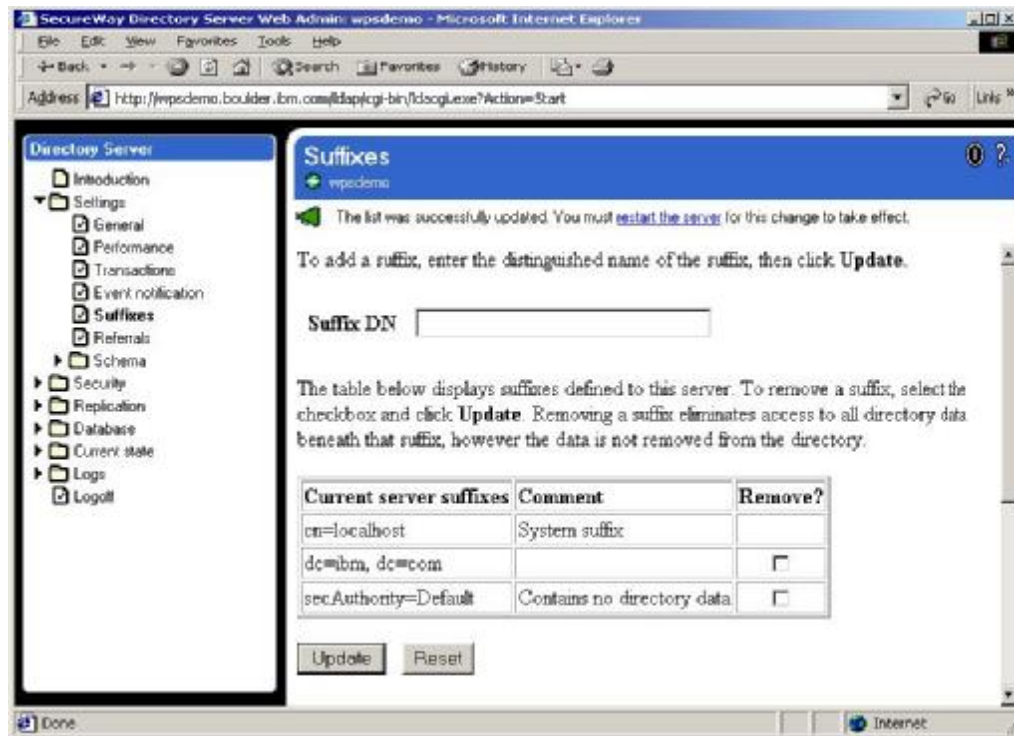 SecureWay Directory Server Web Admin: wpsdemo - Microsoft Internet Explorer
File Edit View Favorites Tools Help
Back Search Favorites History
Address http://wpsdemo.boulder.ibm.com/ldap/cgi-bin/ldacgi.exe?Action=Start Go Links »
Directory Server
Introduction
Settings
General
Performance
Transactions
Event notification
Suffixes
Referrals
Schema
Security
Replication
Database
Current state
Logs
Logoff
Suffixes
wpsdemo
The list was successfully updated. You must restart the server for this change to take effect.
To add a suffix, enter the distinguished name of the suffix, then click Update.
Suffix DN
The table below displays suffixes defined to this server. To remove a suffix, select the
checkbox and click Update. Removing a suffix eliminates access to all directory data
beneath that suffix, however the data is not removed from the directory.
Current server suffixes Comment Remove?
cn=localhost System suffix
dc=ibm, dc=com
secAuthority=Default Contains no directory data
Update Reset
Done Internet